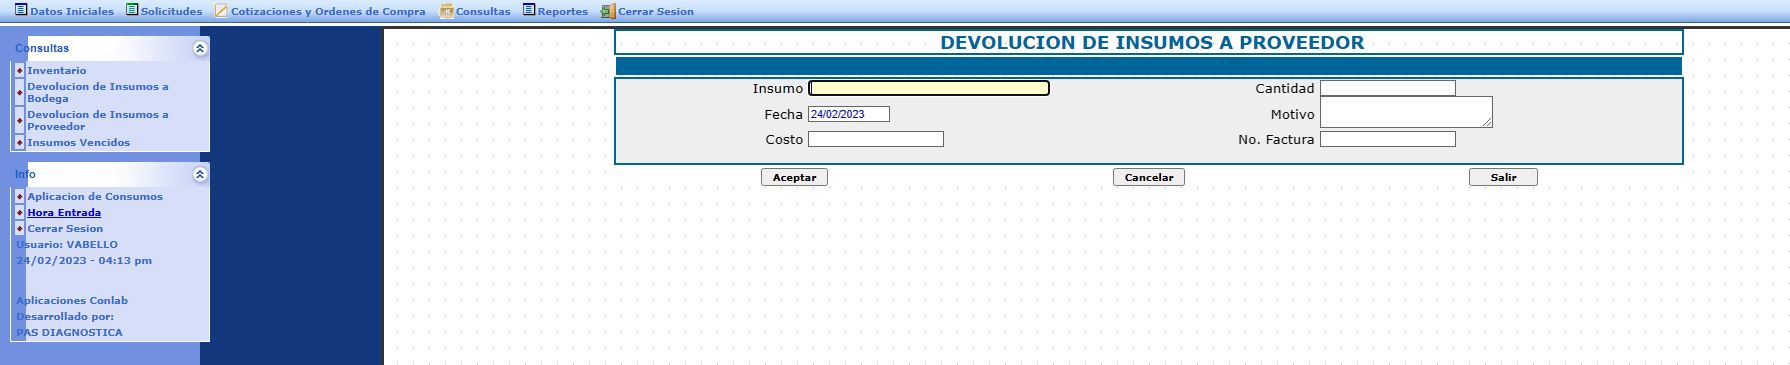 Datos Iniciales Solicitudes Cotizaciones y Ordenes de Compra Consultas Reportes Cerrar Sesion
Consultas
Inventario
Devolucion de Insumos a
Bodega
Devolucion de Insumos a
Proveedor
Insumos Vencidos
Info
Aplicacion de Consumos
Hora Entrada
Cerrar Sesion
Usuario: VABELLO
24/02/2023 - 04:13 pm
Aplicaciones Conlab
Desarrollado por:
PAS DIAGNOSTICA
DEVOLUCION DE INSUMOS A PROVEEDOR
Insumo Cantidad
Fecha 24/02/2023 Motivo
Costo No. Factura
Aceptar Cancelar Salir